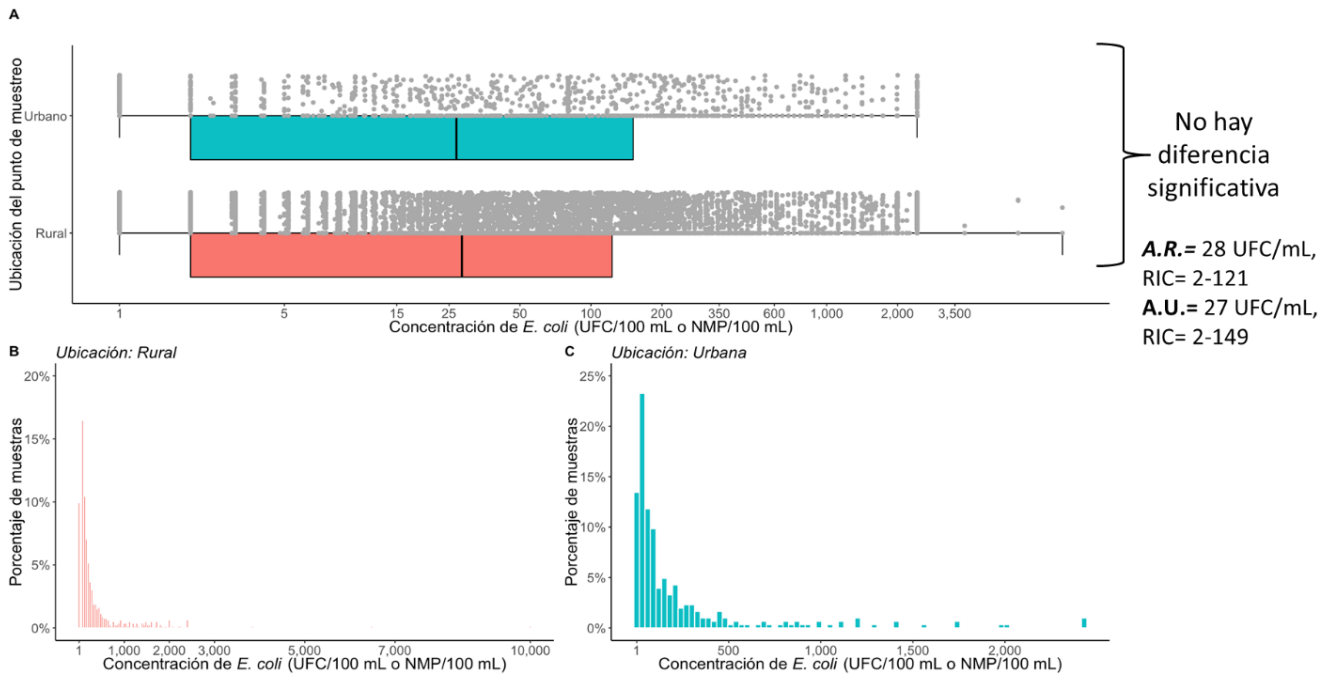 A
Ubicación del punto de muestreo
Urbano
Rural
1 5 15 25 50 100 200 350 600 1,000 2,000 3,500
Concentración de E. coli (UFC/100 mL o NMP/100 mL)
No hay
diferencia
significativa
A.R.= 28 UFC/mL,
RIC= 2-121
A.U.= 27 UFC/mL,
RIC= 2-149
B
Ubicación: Rural
Porcentaje de muestras
20%
15%
10%
5%
0%
1 1,000 2,000 3,000 5,000 7,000 10,000
Concentración de E. coli (UFC/100 mL o NMP/100 mL)
C
Ubicación: Urbana
Porcentaje de muestras
25%
20%
15%
10%
5%
0%
1 500 1,000 1,500 2,000
Concentración de E. coli (UFC/100 mL o NMP/100 mL)